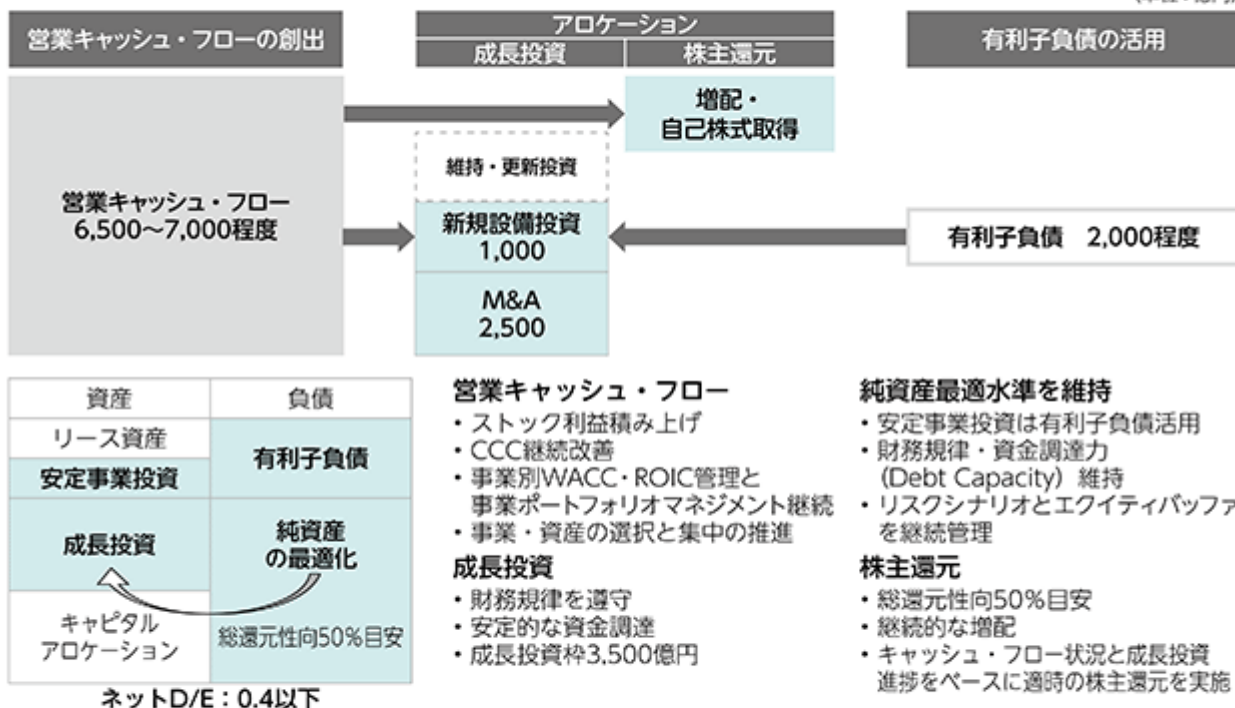 営業キャッシュ・フローの創出
アロケーション
成長投資
株主還元
有利子負債の活用
増配・
自己株式取得
維持・更新投資
営業キャッシュ・フロー
6,500～7,000程度
新規設備投資
1,000
有利子負債 2,000程度
M&A
2,500
資産
負債
リース資産
有利子負債
安定事業投資
成長投資
純資産
の最適化
キャピタル
アロケーション
総還元性向50%目安
ネットD/E：0.4以下
営業キャッシュ・フロー
・ストック利益積み上げ
・CCC継続改善
・事業別WACC・ROIC管理と
事業ポートフォリオマネジメント継続
・事業・資産の選択と集中の推進
成長投資
・財務規律を遵守
・安定的な資金調達
・成長投資枠3,500億円
純資産最適水準を維持
・安定事業投資は有利子負債活用
・財務規律・資金調達力
(Debt Capacity) 維持
・リスクシナリオとエクイティバッファ
を継続管理
株主還元
・総還元性向50%目安
・継続的な増配
・キャッシュ・フロー状況と成長投資
進捗をベースに適時の株主還元を実施